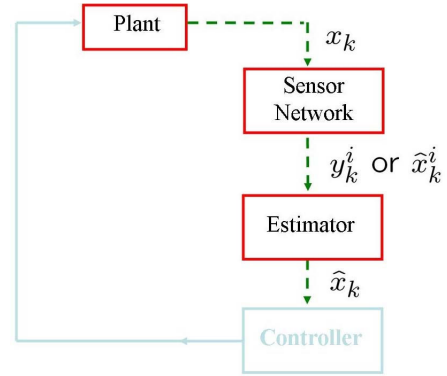 Plant
x_k
Sensor
Network
y_k^i or x̂_k^i
Estimator
x̂_k
Controller